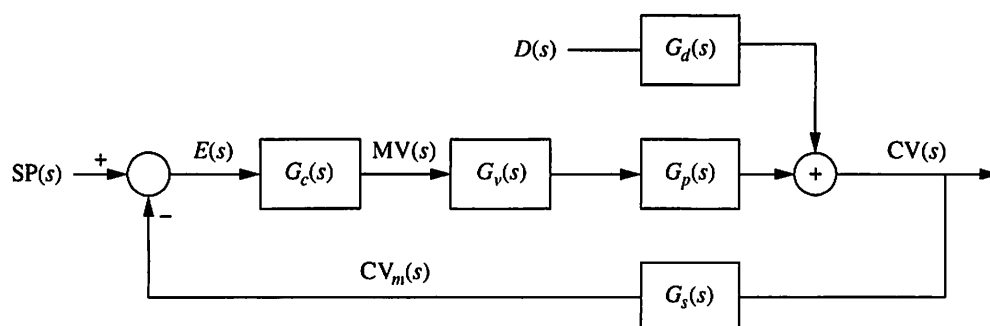 D(s)
G_d(s)
SP(s)
+
−
E(s)
G_c(s)
MV(s)
G_v(s)
G_p(s)
+
CV(s)
CV_m(s)
G_s(s)